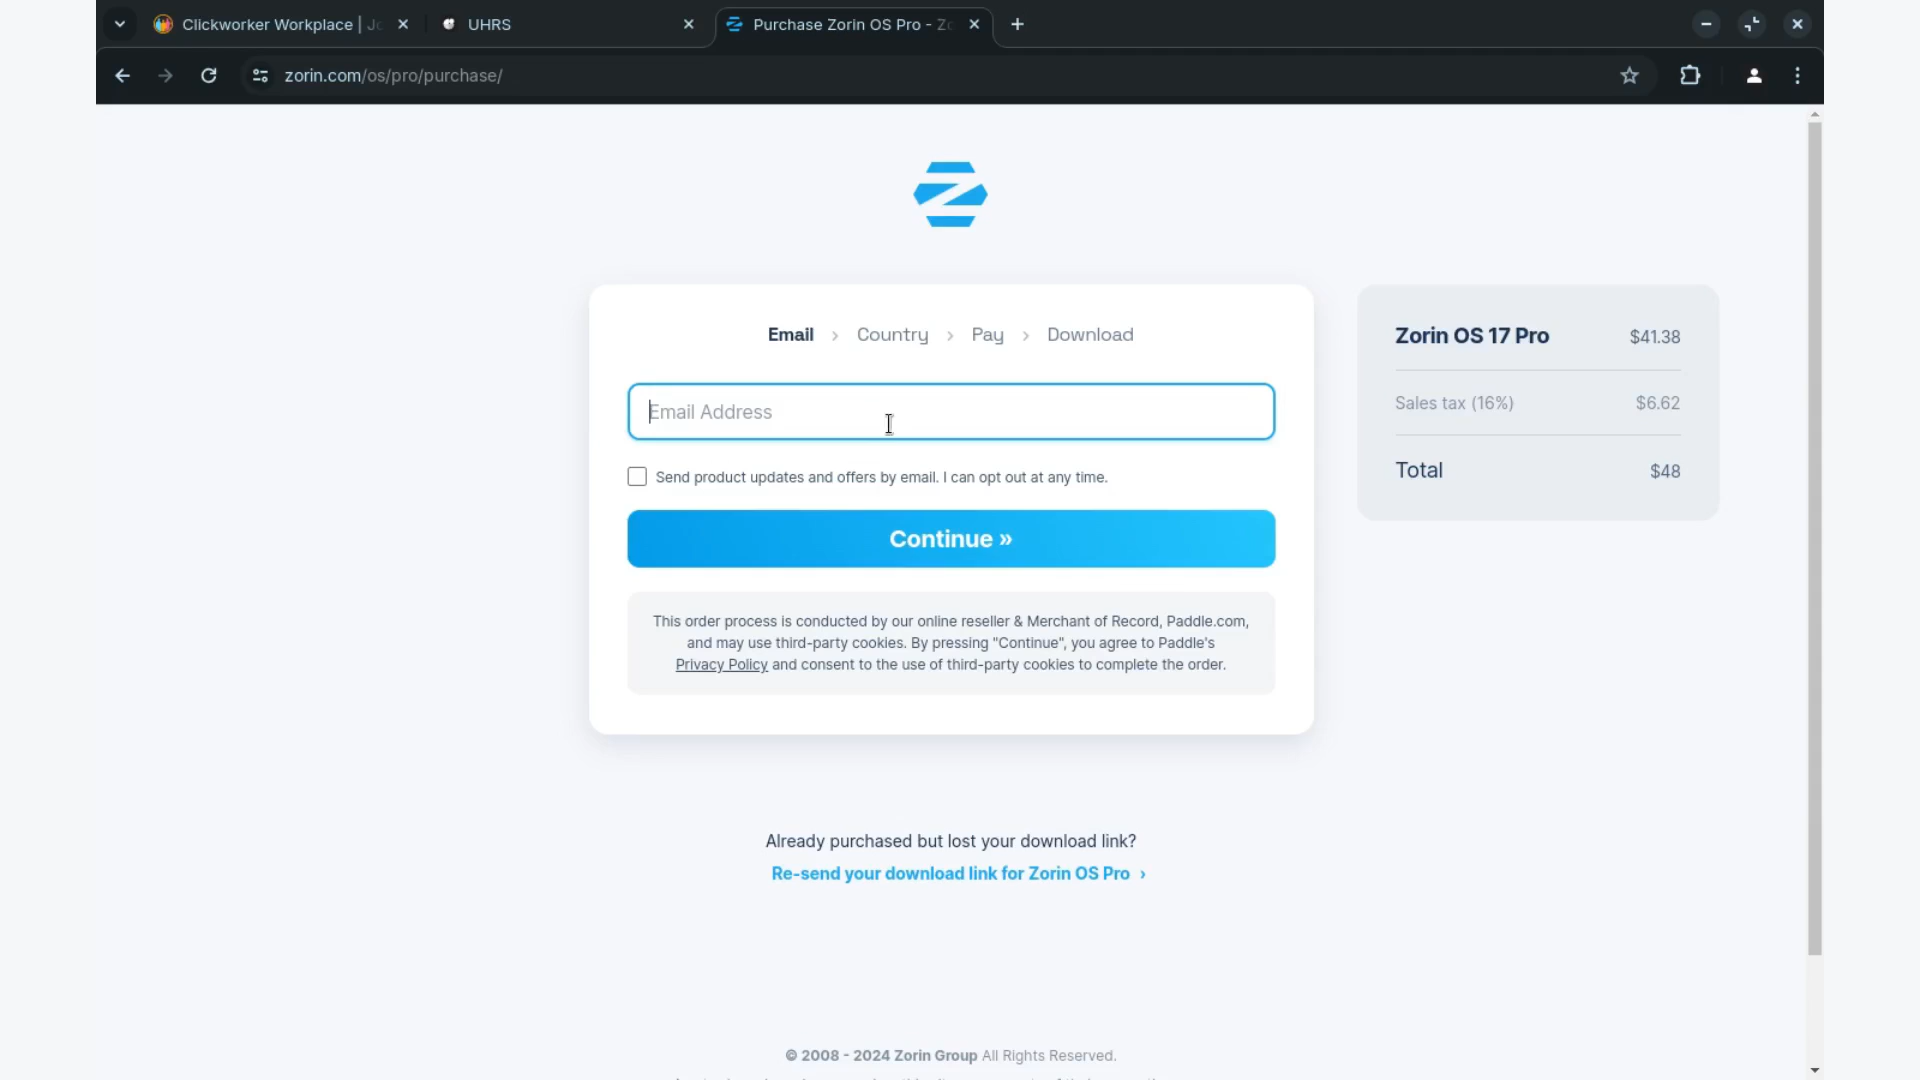 Clickworker Workplace | Jo
UHRS
Purchase Zorin OS Pro - Zo
zorin.com/os/pro/purchase/
Email › Country › Pay › Download
Email Address
Send product updates and offers by email. I can opt out at any time.
Continue »
This order process is conducted by our online reseller & Merchant of Record, Paddle.com,
and may use third-party cookies. By pressing "Continue", you agree to Paddle's
Privacy Policy and consent to the use of third-party cookies to complete the order.
Zorin OS 17 Pro $41.38
Sales tax (16%) $6.62
Total $48
Already purchased but lost your download link?
Re-send your download link for Zorin OS Pro ›
© 2008 - 2024 Zorin Group All Rights Reserved.